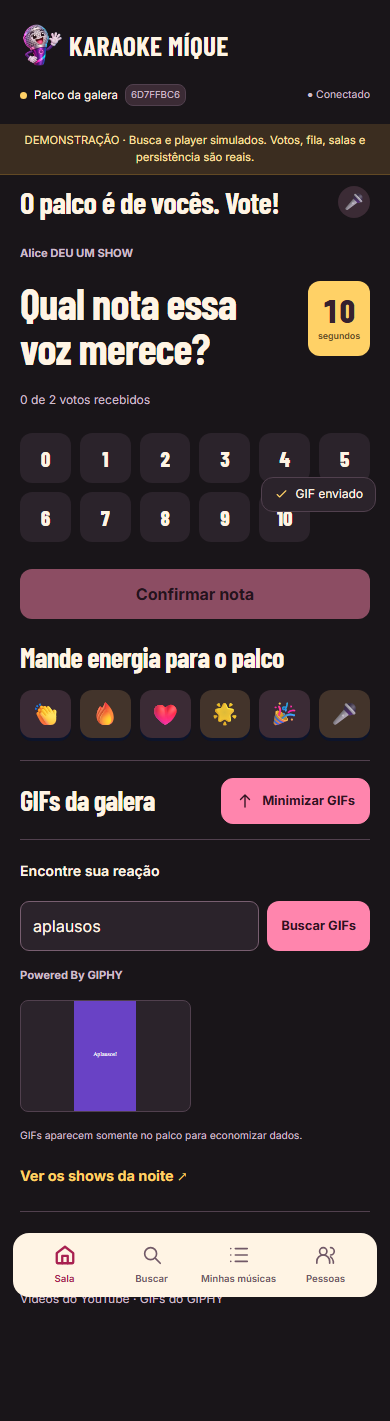 KARAOKE MÍQUE
Palco da galera 6D7FFBC6 • Conectado
DEMONSTRAÇÃO · Busca e player simulados. Votos, fila, salas e
persistência são reais.
O palco é de vocês. Vote!
Alice DEU UM SHOW
Qual nota essa
voz merece?
10
segundos
0 de 2 votos recebidos
0 1 2 3 4 5
GIF enviado
6 7 8 9 10
Confirmar nota
Mande energia para o palco
GIFs da galera
↑ Minimizar GIFs
Encontre sua reação
aplausos
Buscar GIFs
Powered By GIPHY
Aplausos!
GIFs aparecem somente no palco para economizar dados.
Ver os shows da noite ↗
Sala Buscar Minhas músicas Pessoas
Vídeos do YouTube · GIFs do GIPHY